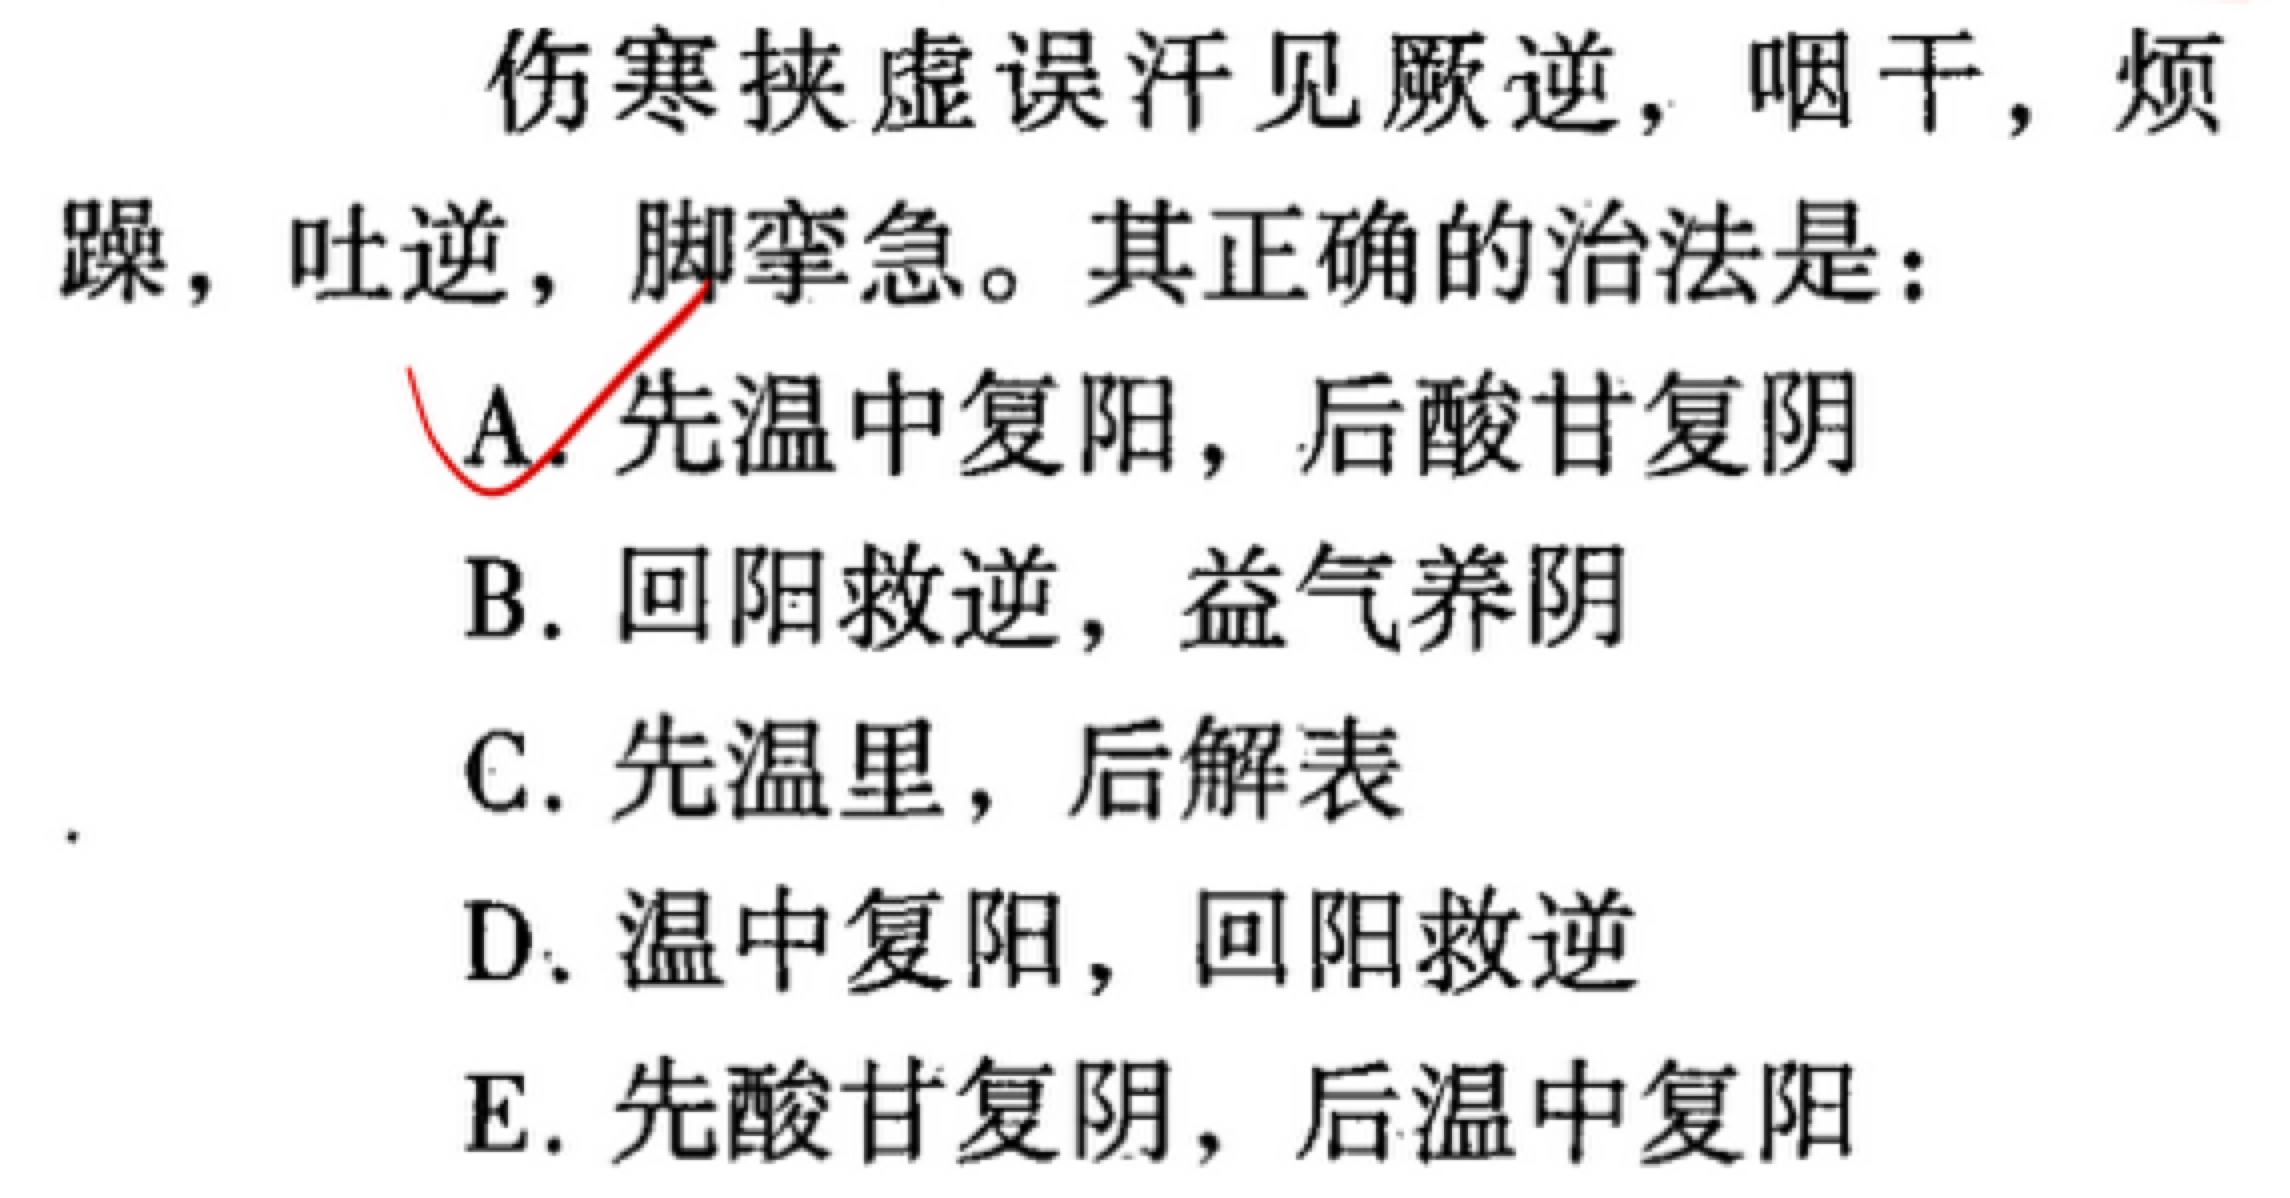 伤寒挟虚误汗见厥逆，咽干，烦
躁，吐逆，脚挛急。其正确的治法是：
A. 先温中复阳，后酸甘复阴
B. 回阳救逆，益气养阴
C. 先温里，后解表
D. 温中复阳，回阳救逆
E. 先酸甘复阴，后温中复阳